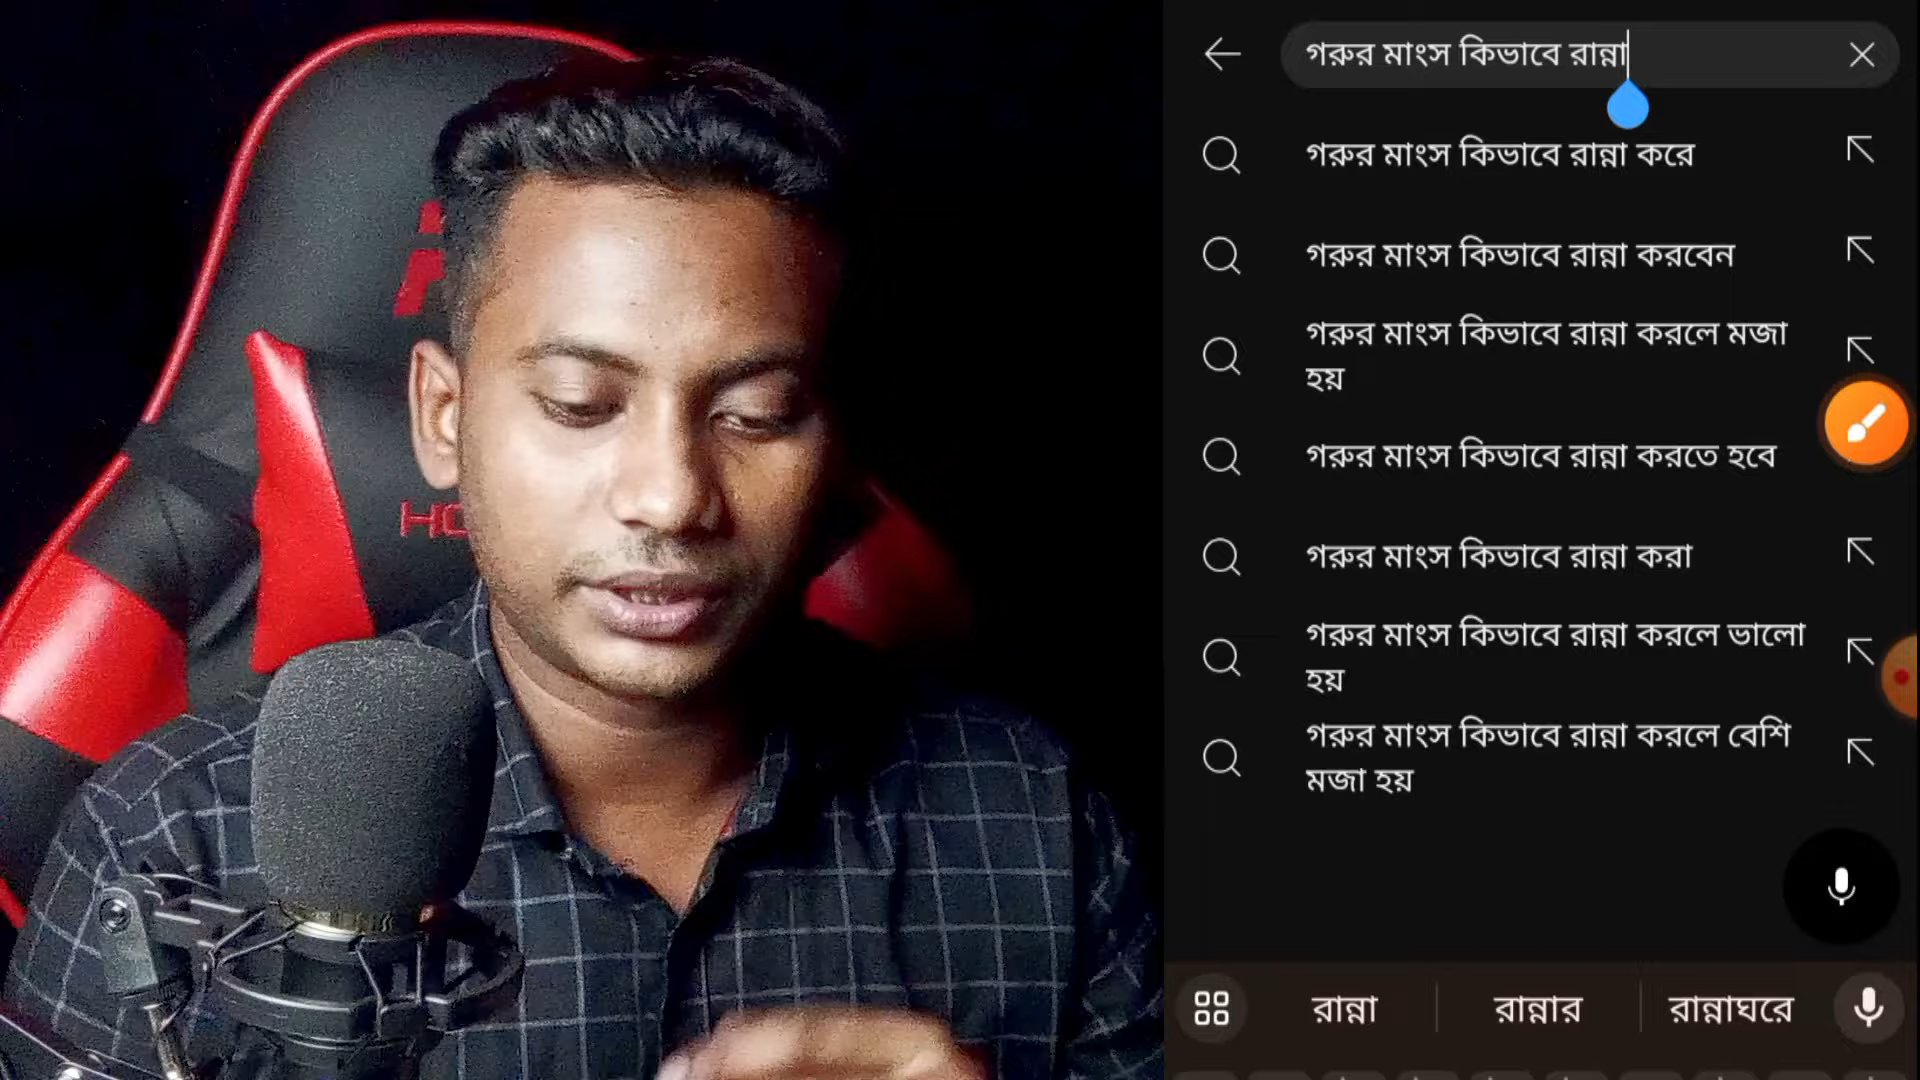 গরুর মাংস কিভাবে রান্না
গরুর মাংস কিভাবে রান্না করে
গরুর মাংস কিভাবে রান্না করবেন
গরুর মাংস কিভাবে রান্না করলে মজা
হয়
গরুর মাংস কিভাবে রান্না করতে হবে
গরুর মাংস কিভাবে রান্না করা
গরুর মাংস কিভাবে রান্না করলে ভালো
হয়
গরুর মাংস কিভাবে রান্না করলে বেশি
মজা হয়
রান্না রান্নার রান্নাঘরে